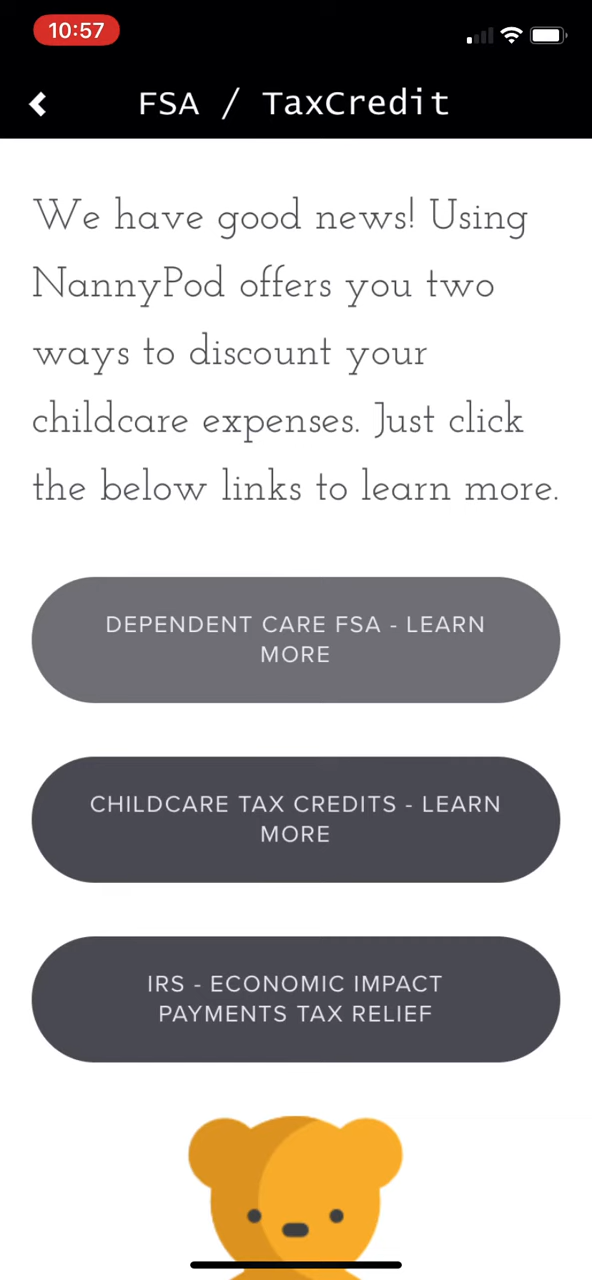 10:57
FSA / TaxCredit
We have good news! Using
NannyPod offers you two
ways to discount your
childcare expenses. Just click
the below links to learn more.
DEPENDENT CARE FSA - LEARN
MORE
CHILDCARE TAX CREDITS - LEARN
MORE
IRS - ECONOMIC IMPACT
PAYMENTS TAX RELIEF